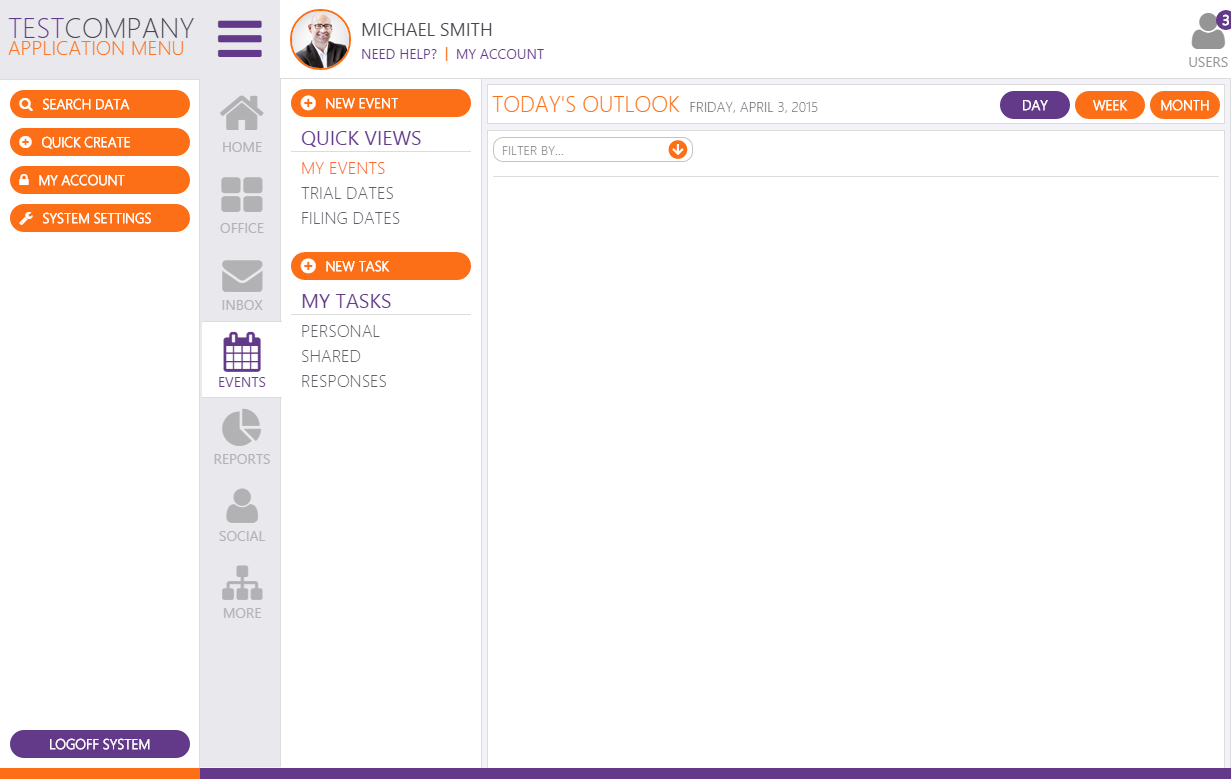 TESTCOMPANY
APPLICATION MENU
SEARCH DATA
QUICK CREATE
MY ACCOUNT
SYSTEM SETTINGS
LOGOFF SYSTEM
HOME
OFFICE
INBOX
EVENTS
REPORTS
SOCIAL
MORE
MICHAEL SMITH
NEED HELP? | MY ACCOUNT
3
USERS
NEW EVENT
QUICK VIEWS
MY EVENTS
TRIAL DATES
FILING DATES
NEW TASK
MY TASKS
PERSONAL
SHARED
RESPONSES
TODAY'S OUTLOOK FRIDAY, APRIL 3, 2015
DAY WEEK MONTH
FILTER BY...